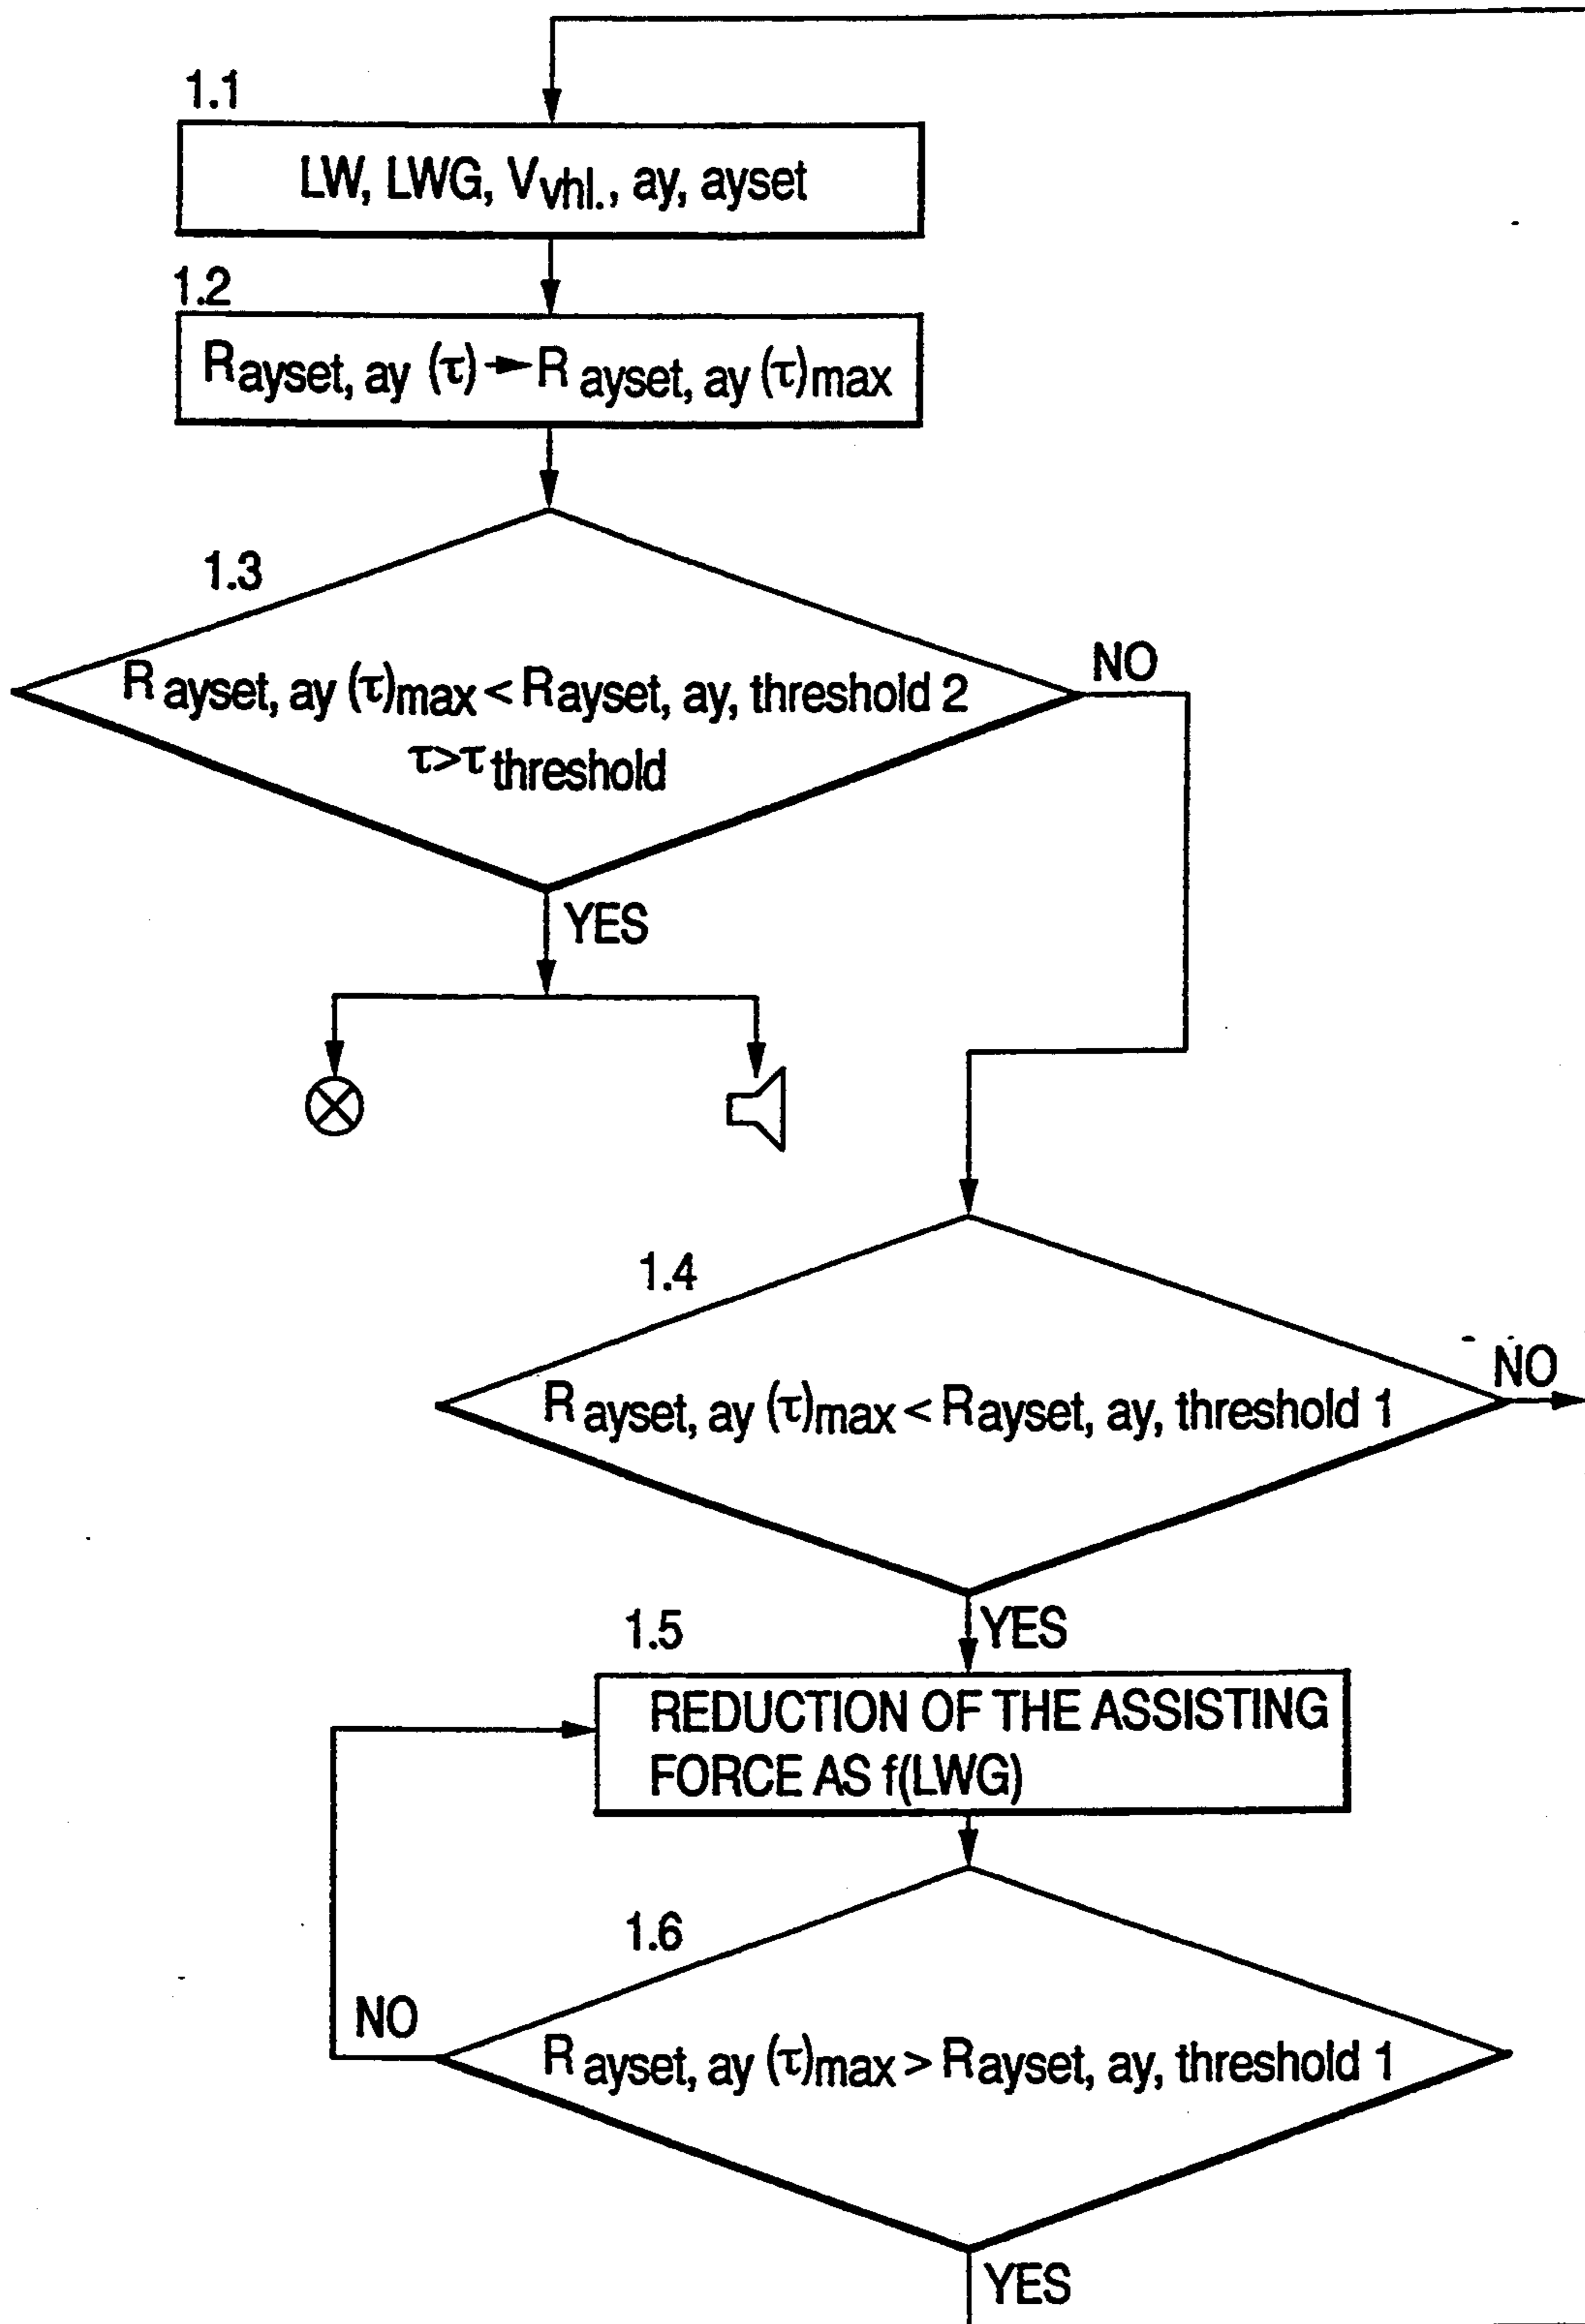 1.1
LW, LWG, Vvhl., ay, ayset
1.2
Rayset, ay (τ) → R ayset, ay (τ)max
1.3
NO
R ayset, ay (τ)max < Rayset, ay, threshold 2
τ>τ threshold
YES
1.4
NO
R ayset, ay (τ)max < Rayset, ay, threshold 1
YES
1.5
REDUCTION OF THE ASSISTING
FORCE AS f(LWG)
1.6
NO
R ayset, ay (τ)max > Rayset, ay, threshold 1
YES